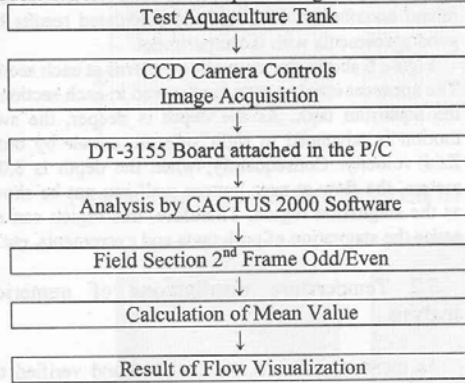 Test Aquaculture Tank
↓
CCD Camera Controls
Image Acquisition
↓
DT-3155 Board attached in the P/C
↓
Analysis by CACTUS 2000 Software
↓
Field Section 2nd Frame Odd/Even
↓
Calculation of Mean Value
↓
Result of Flow Visualization